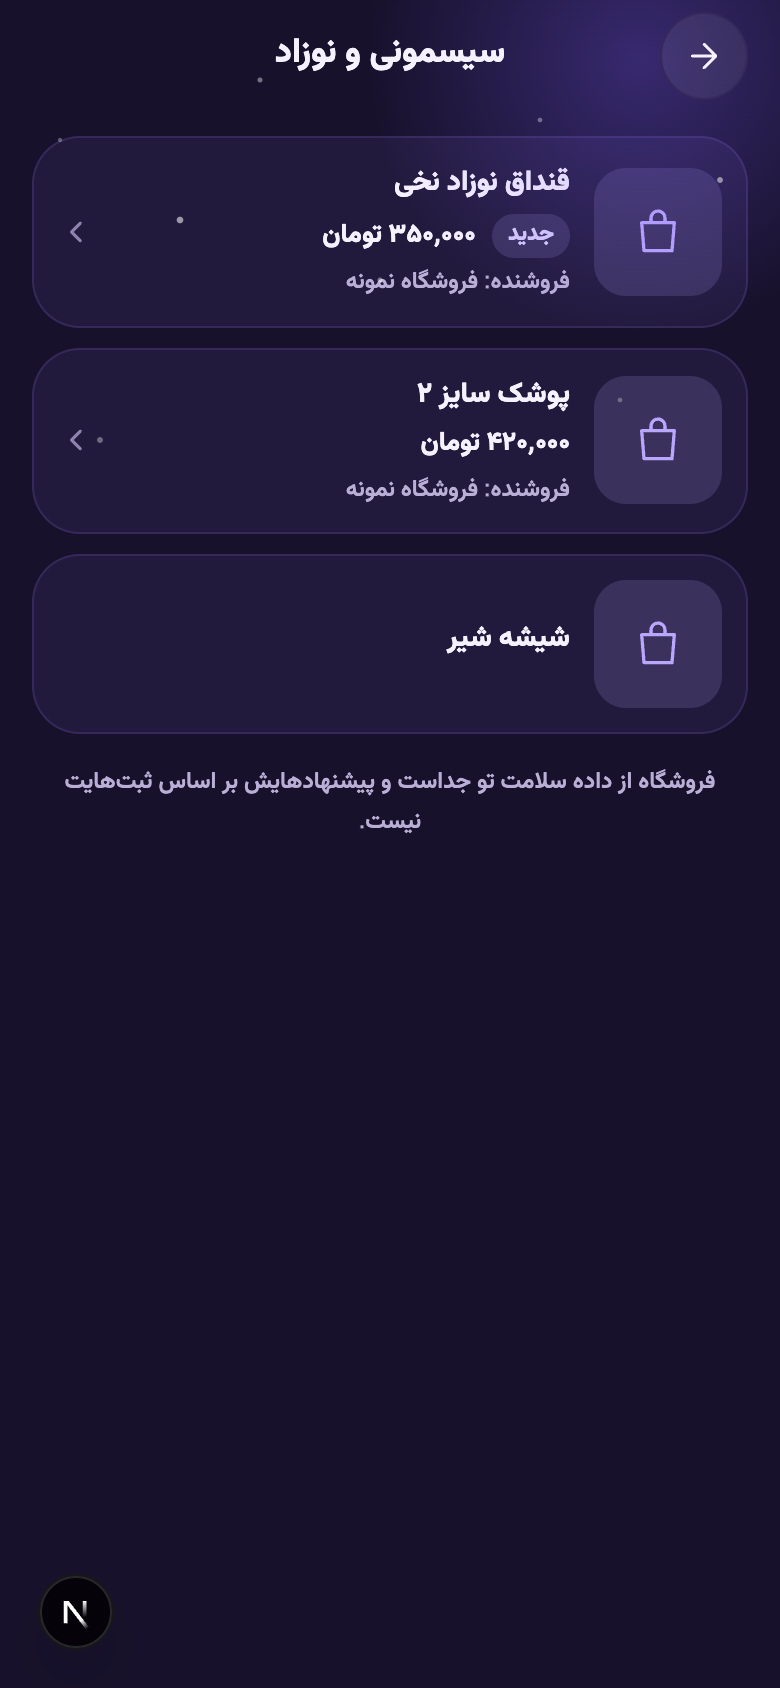 سیسمونی و نوزاد
قنداق نوزاد نخی
جدید ۳۵۰,۰۰۰ تومان
فروشنده: فروشگاه نمونه
پوشک سایز ۲
۴۲۰,۰۰۰ تومان
فروشنده: فروشگاه نمونه
شیشه شیر
فروشگاه از داده سلامت تو جداست و پیشنهادهایش بر اساس ثبت‌هایت
نیست.
N